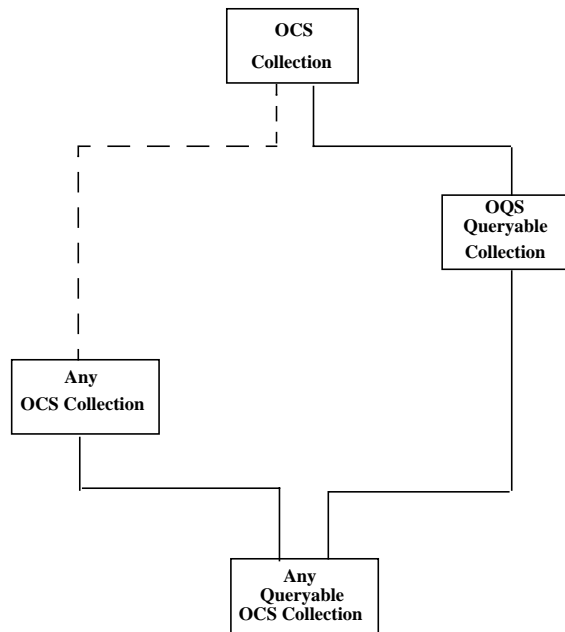 OCS
Collection
OQS
Queryable
Collection
Any
OCS Collection
Any
Queryable
OCS Collection